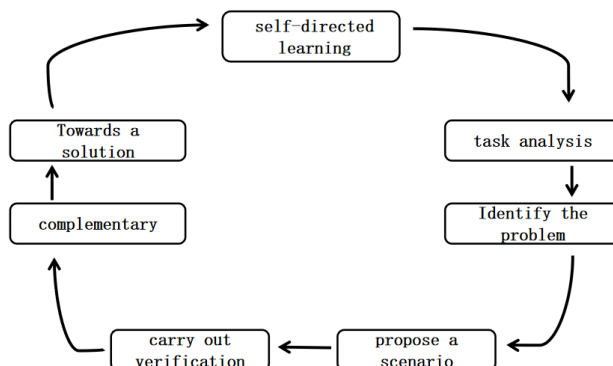 self-directed
learning
task analysis
Identify the
problem
propose a
scenario
carry out
verification
complementary
Towards a
solution